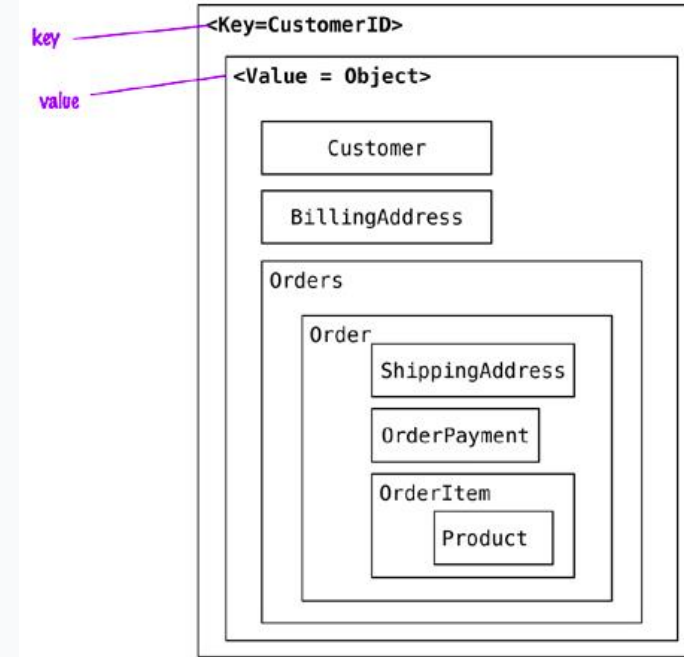 key
<Key=CustomerID>
value
<Value = Object>
Customer
BillingAddress
Orders
Order
ShippingAddress
OrderPayment
OrderItem
Product